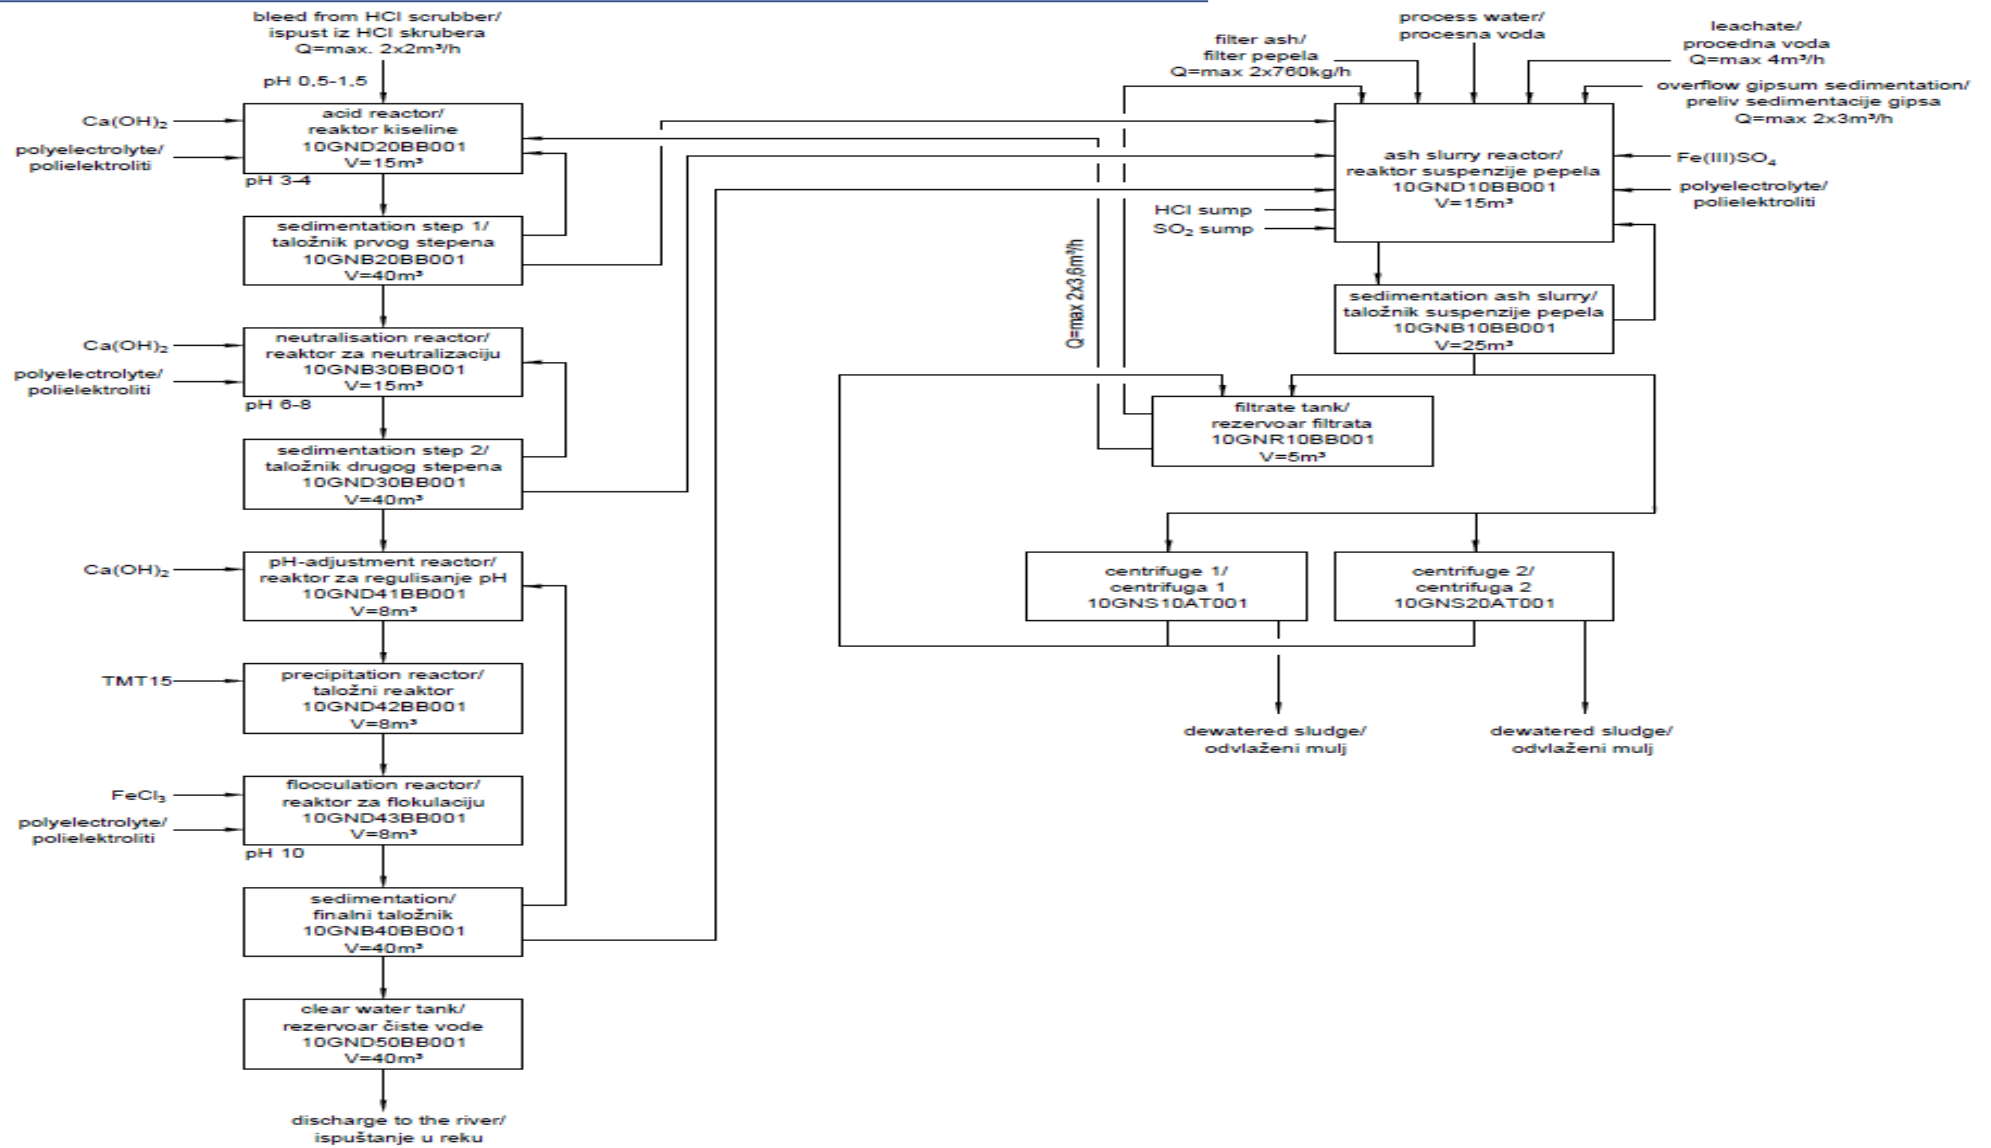 bleed from HCl scrubber/
ispust iz HCl skrubera
Q=max. 2x2m³/h
pH 0,5-1,5
Ca(OH)₂
polyelectrolyte/
polielektroliti
acid reactor/
reaktor kiseline
10GND20BB001
V=15m³
pH 3-4
sedimentation step 1/
taložnik prvog stepena
10GNB20BB001
V=40m³
Ca(OH)₂
polyelectrolyte/
polielektroliti
neutralisation reactor/
reaktor za neutralizaciju
10GNB30BB001
V=15m³
pH 6-8
sedimentation step 2/
taložnik drugog stepena
10GND30BB001
V=40m³
Ca(OH)₂
pH-adjustment reactor/
reaktor za regulisanje pH
10GND41BB001
V=8m³
TMT15
precipitation reactor/
taložni reaktor
10GND42BB001
V=8m³
FeCl₃
polyelectrolyte/
polielektroliti
flocculation reactor/
reaktor za flokulaciju
10GND43BB001
V=8m³
pH 10
sedimentation/
finalni taložnik
10GNB40BB001
V=40m³
clear water tank/
rezervoar čiste vode
10GND50BB001
V=40m³
discharge to the river/
ispuštanje u reku
filter ash/
filter pepela
Q=max 2x760kg/h
process water/
procesna voda
leachate/
procedna voda
Q=max 4m³/h
overflow gipsum sedimentation/
preliv sedimentacije gipsa
Q=max 2x3m³/h
ash slurry reactor/
reaktor suspenzije pepela
10GND10BB001
V=15m³
Fe(III)SO₄
polyelectrolyte/
polielektroliti
HCl sump
SO₂ sump
Q=max 2x3,6m³/h
sedimentation ash slurry/
taložnik suspenzije pepela
10GNB10BB001
V=25m³
filtrate tank/
rezervoar filtrata
10GNR10BB001
V=5m³
centrifuge 1/
centrifuga 1
10GNS10AT001
centrifuge 2/
centrifuga 2
10GNS20AT001
dewatered sludge/
odvlaženi mulj
dewatered sludge/
odvlaženi mulj